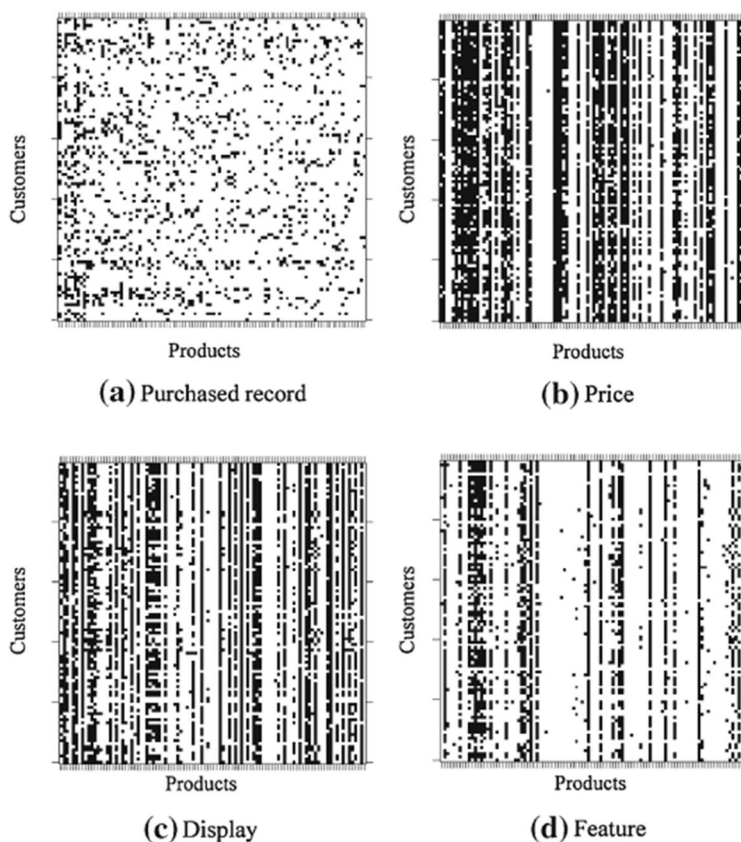 Customers
Products
(a) Purchased record
Customers
Products
(b) Price
Customers
Products
(c) Display
Customers
Products
(d) Feature